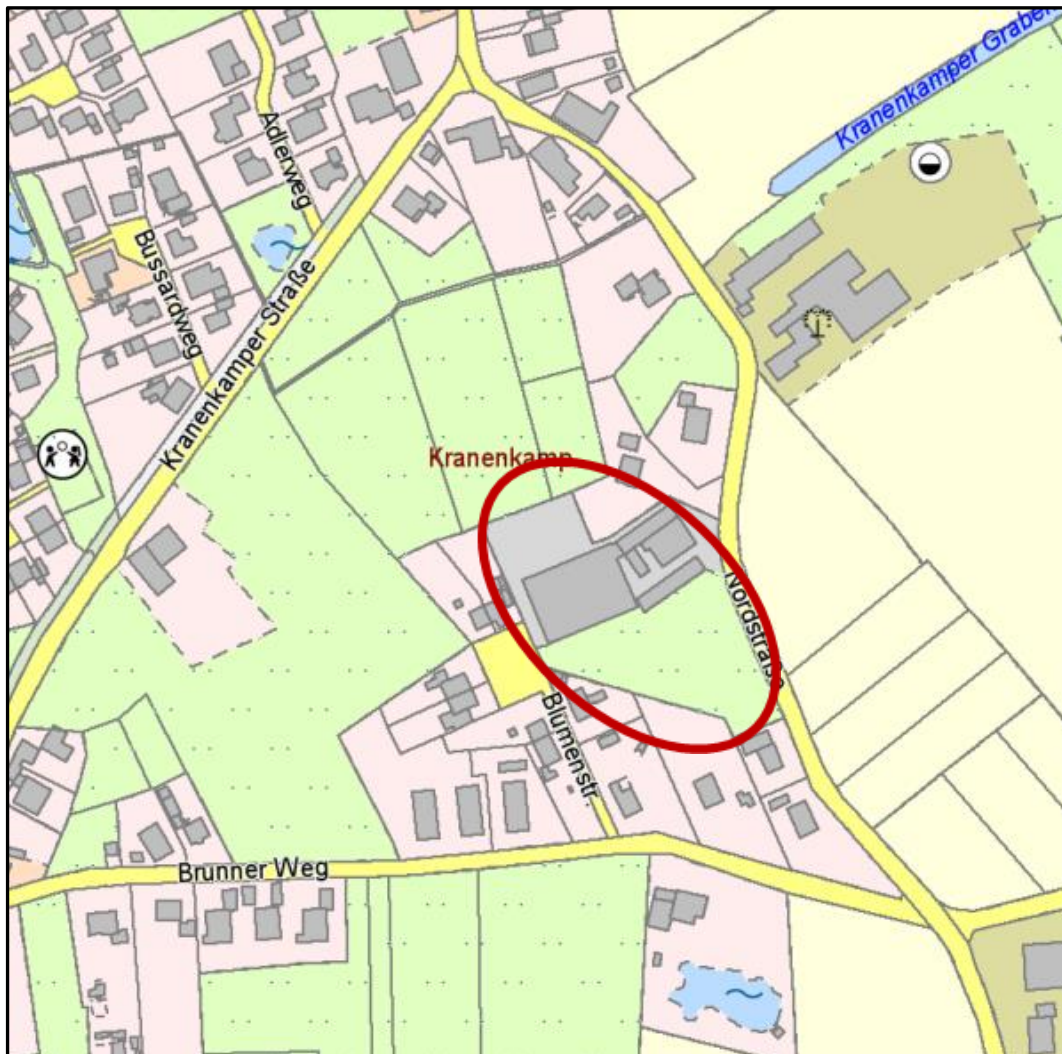 Kranenkamper Graben
Adlerweg
Bussardweg
Kranenkamper Straße
Kranenkamp
Nordstraße
Blumenstr.
Brunner Weg